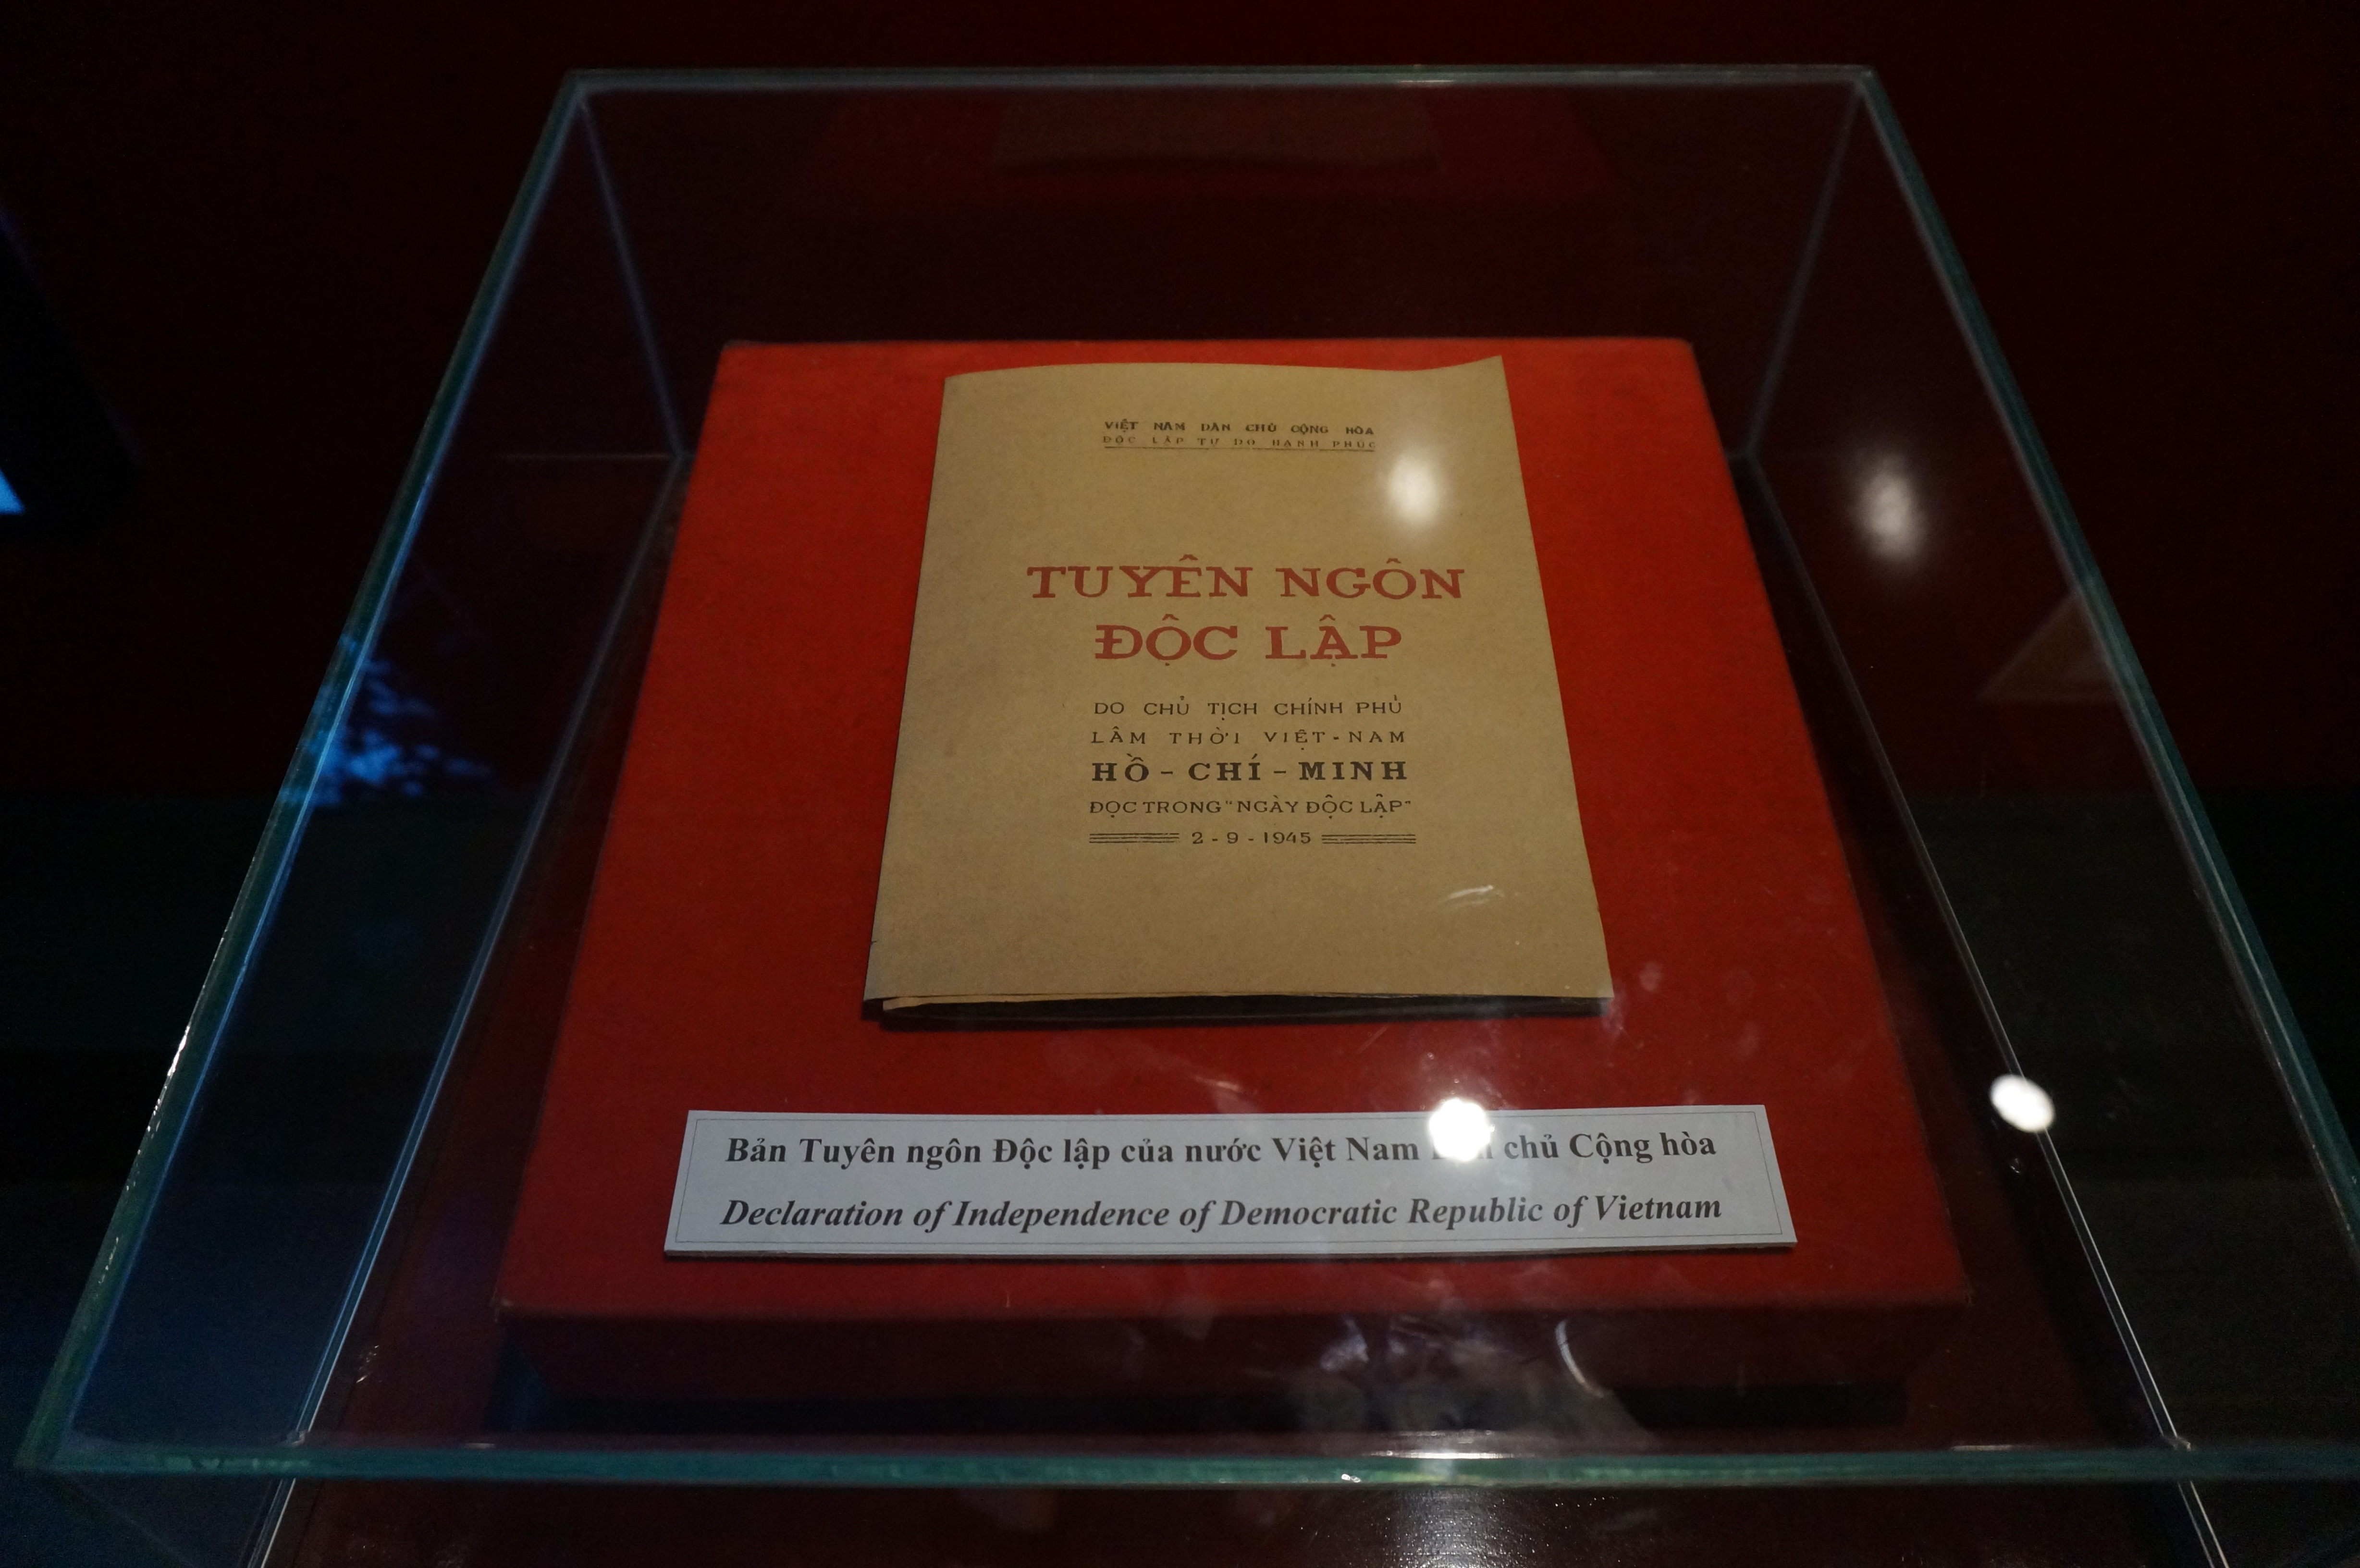 VIỆT NAM DÂN CHỦ CỘNG HÒA
ĐỘC LẬP TỰ DO HẠNH PHÚC
TUYÊN NGÔN
ĐỘC LẬP
DO CHỦ TỊCH CHÍNH PHỦ
LÂM THỜI VIỆT-NAM
HỒ-CHÍ-MINH
ĐỌC TRONG "NGÀY ĐỘC LẬP"
2-9-1945
Bản Tuyên ngôn Độc lập của nước Việt Nam chủ Cộng hòa
Declaration of Independence of Democratic Republic of Vietnam